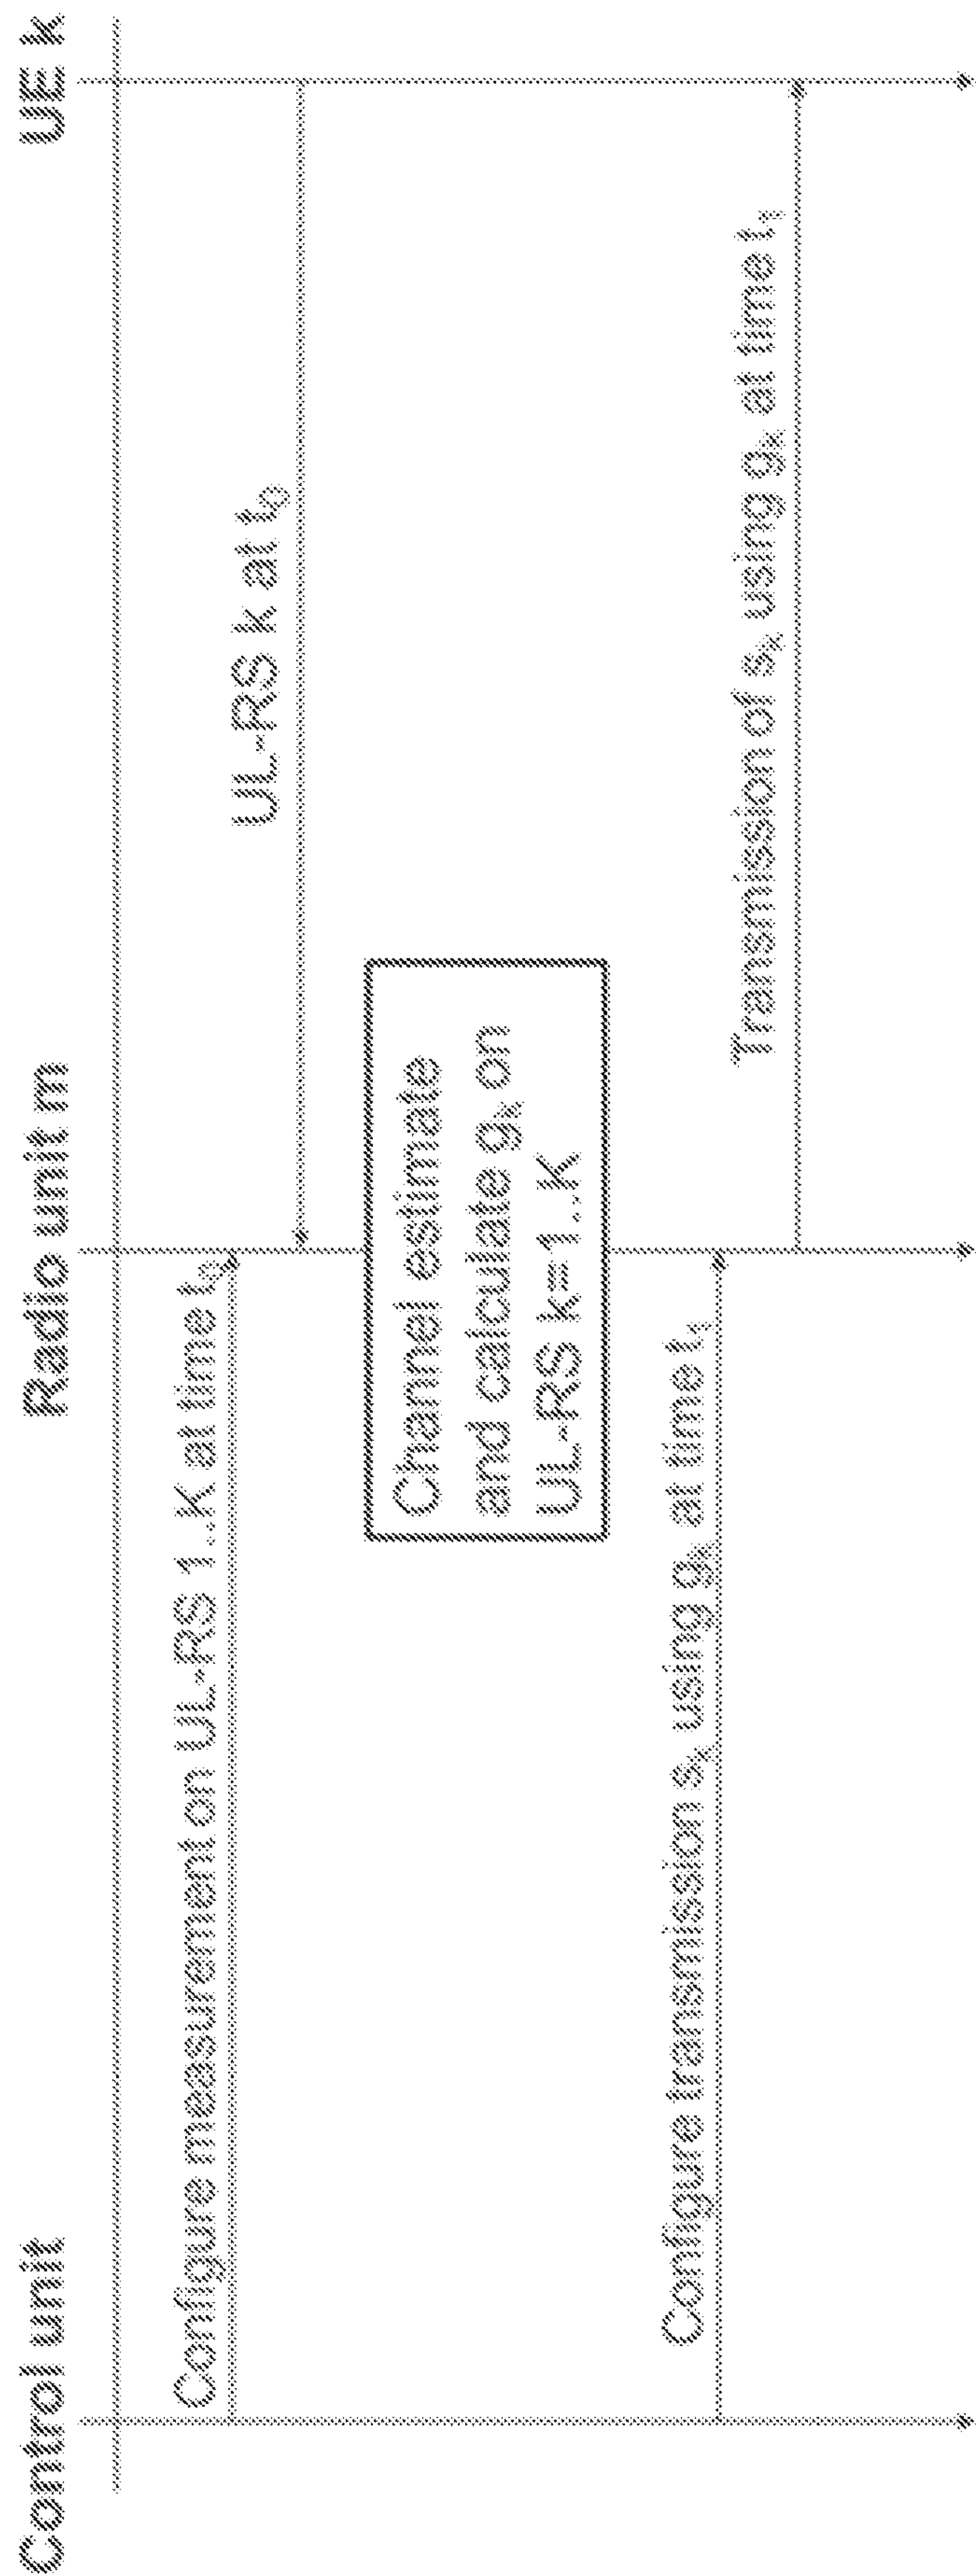 Control unit
Radio unit m
UE k
Configure measurement on UL-RS 1..K at time t₀
UL-RS k at t₀
Channel estimate
and calculate gₖ on
UL-RS k=1..K
Configure transmission sₖ using gₖ at time t₁
Transmission of sₖ using gₖ at time t₁